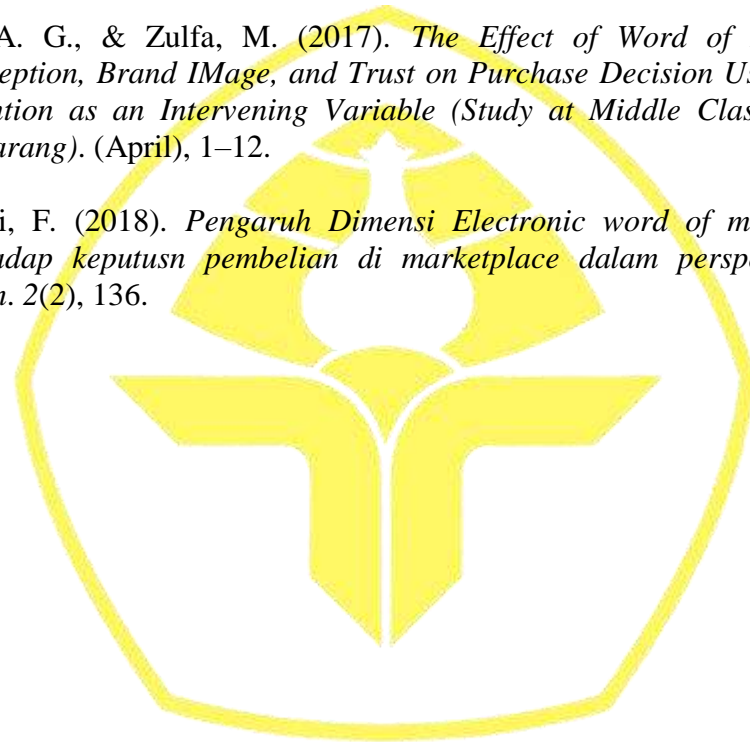 A. G., & Zulfa, M. (2017). The Effect of Word of
eption, Brand IMage, and Trust on Purchase Decision Us
ntion as an Intervening Variable (Study at Middle Clas
arang). (April), 1–12.
i, F. (2018). Pengaruh Dimensi Electronic word of m
adap keputusn pembelian di marketplace dalam persp
n. 2(2), 136.